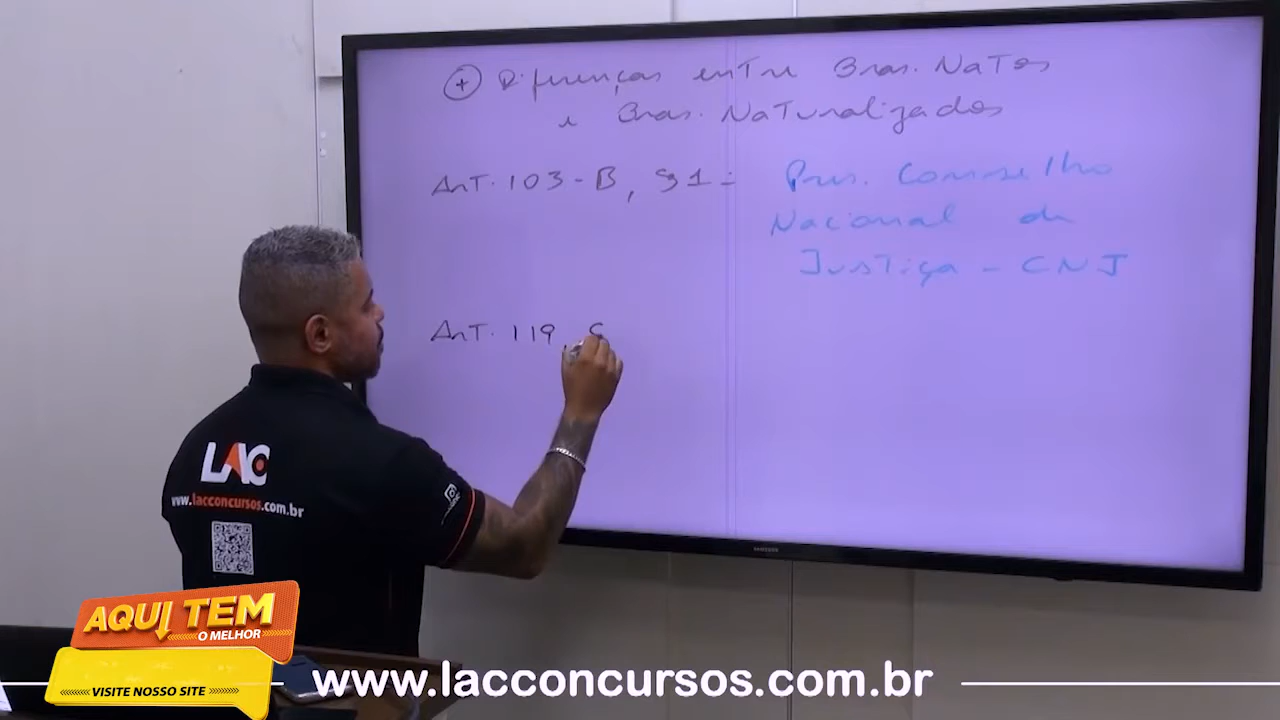 + Diferenças entre Bras. Natos
e Bras. Naturalizados
Art. 103-B, §1= Pres. Conselho
Nacional de
Justiça - CNJ
Art. 119, §
LAC
www.lacconcursos.com.br
SAMSUNG
AQUI TEM
O MELHOR
VISITE NOSSO SITE
www.lacconcursos.com.br